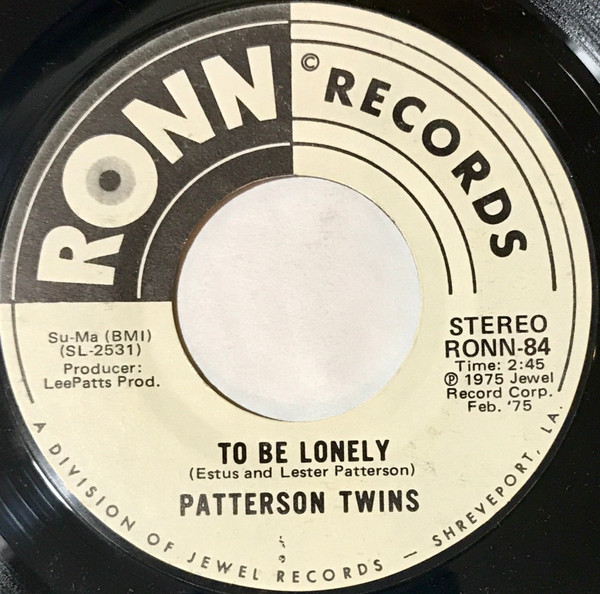 RONN
© RECORDS
Su-Ma (BMI)
(SL-2531)
Producer:
LeePatts Prod.
STEREO
RONN-84
Time: 2:45
Ⓟ 1975 Jewel
Record Corp.
Feb. '75
TO BE LONELY
(Estus and Lester Patterson)
PATTERSON TWINS
A DIVISION OF JEWEL RECORDS — SHREVEPORT, LA.